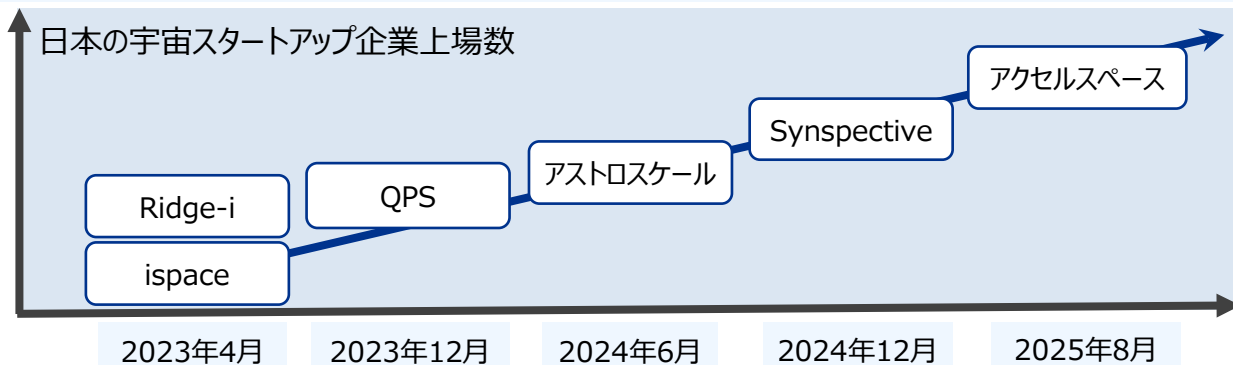 日本の宇宙スタートアップ企業上場数
アクセルスペース
Synspective
アストロスケール
QPS
Ridge-i
ispace
2023年4月
2023年12月
2024年6月
2024年12月
2025年8月